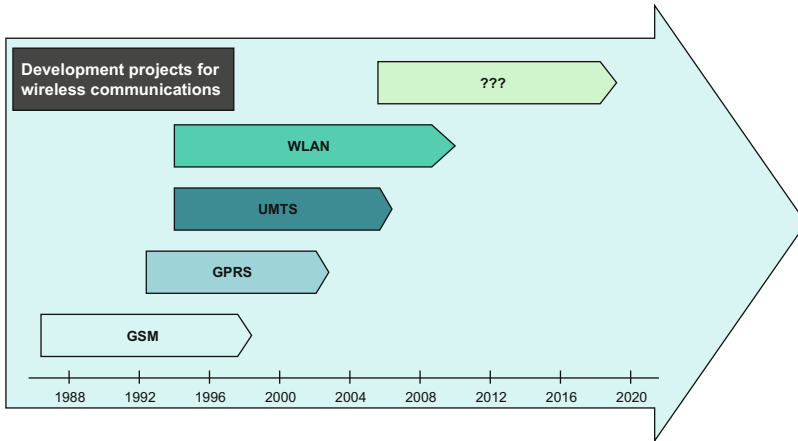 Development projects for
wireless communications
???
WLAN
UMTS
GPRS
GSM
1988 1992 1996 2000 2004 2008 2012 2016 2020